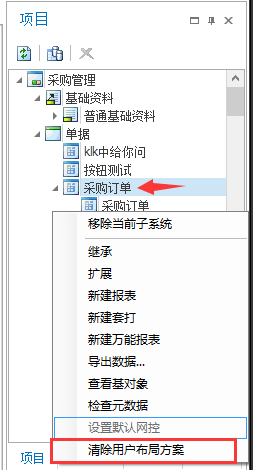 项目
采购管理
基础资料
普通基础资料
单据
klk中给你问
按钮测试
采购订单
采购订单
移除当前子系统
继承
扩展
新建报表
新建套打
新建万能报表
导出数据...
查看基对象
检查元数据
设置默认网控
清除用户布局方案
项目